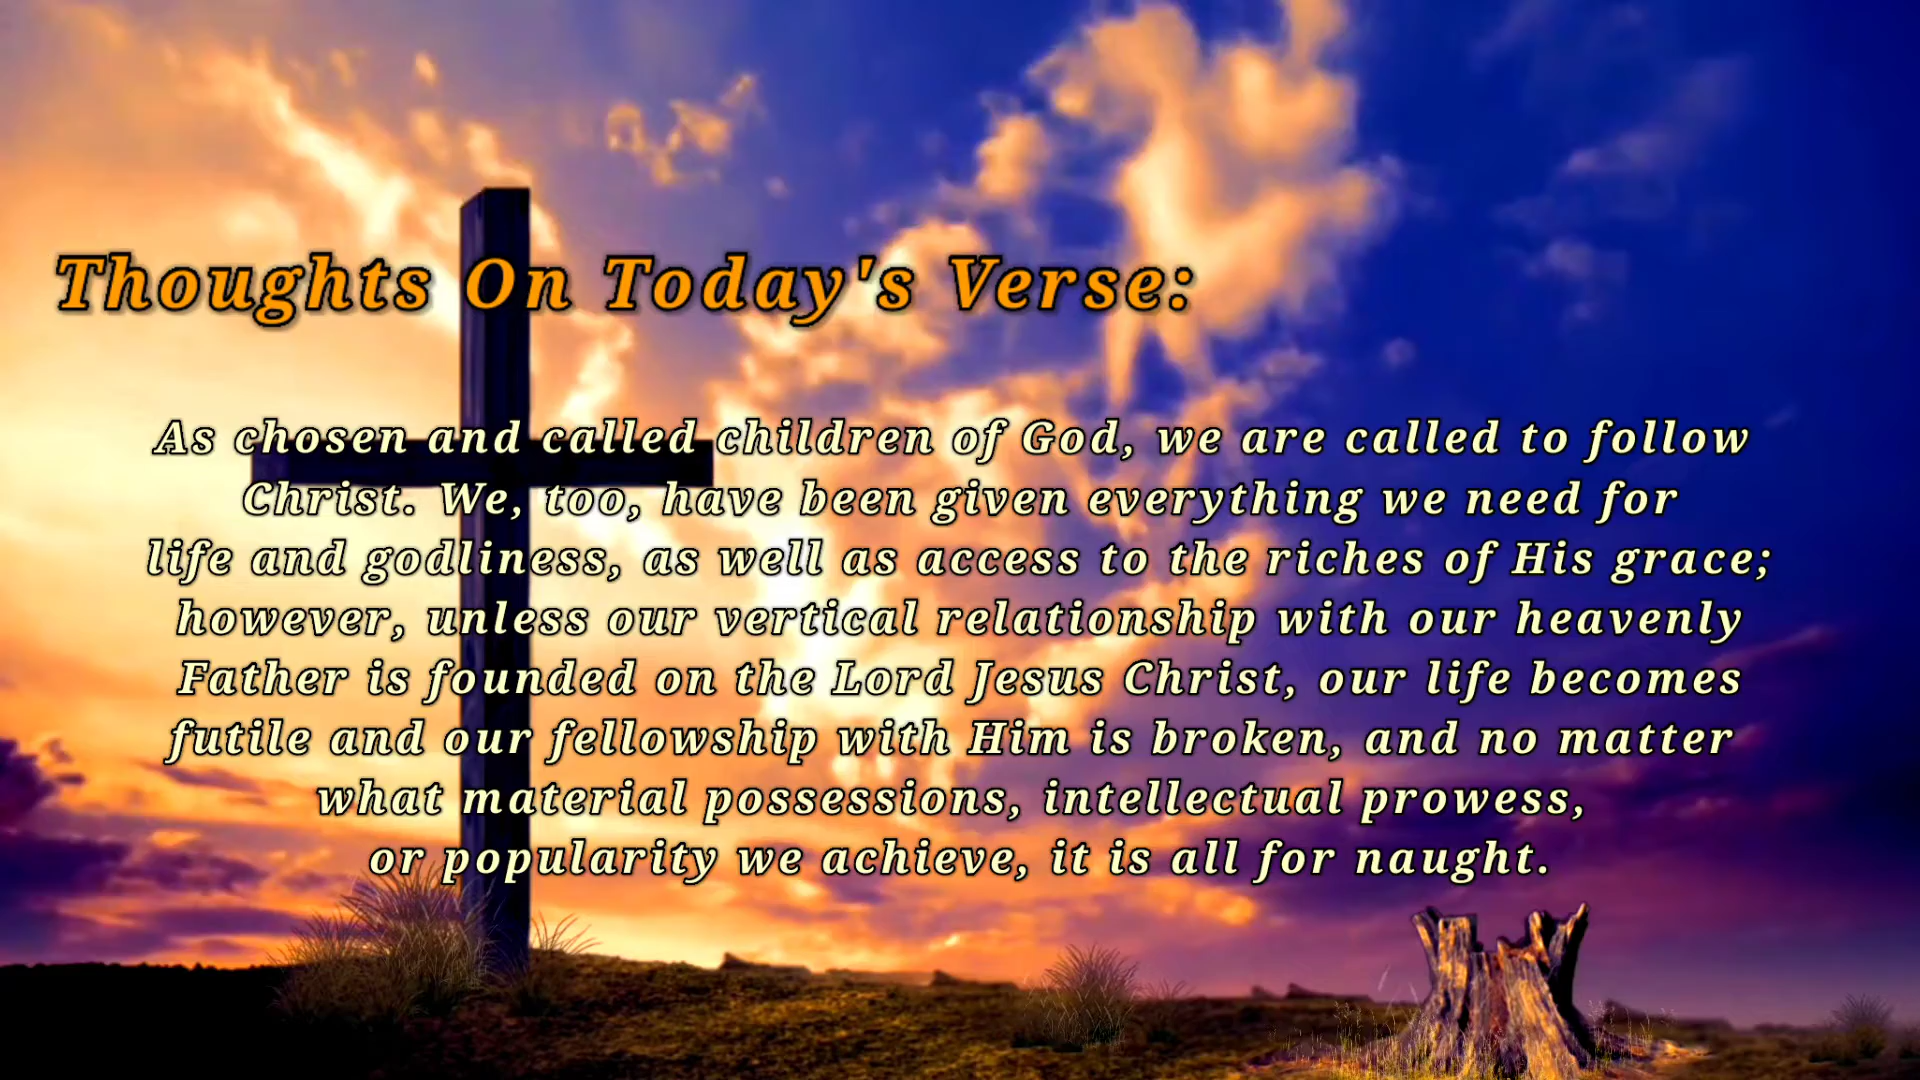 Thoughts On Today's Verse:
As chosen and called children of God, we are called to follow
Christ. We, too, have been given everything we need for
life and godliness, as well as access to the riches of His grace;
however, unless our vertical relationship with our heavenly
Father is founded on the Lord Jesus Christ, our life becomes
futile and our fellowship with Him is broken, and no matter
what material possessions, intellectual prowess,
or popularity we achieve, it is all for naught.